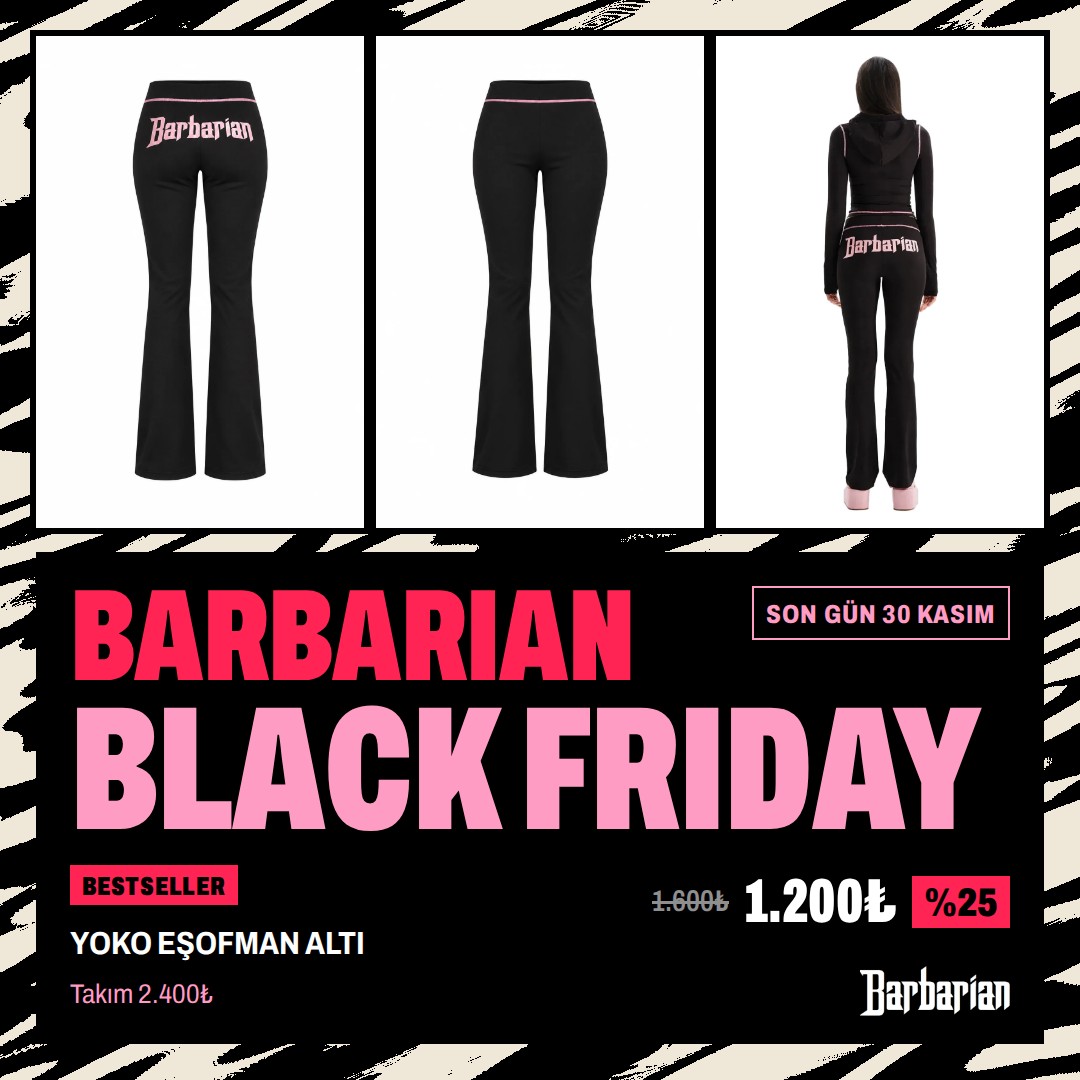 Barbarian
Barbarian
BARBARIAN
SON GÜN 30 KASIM
BLACK FRIDAY
BESTSELLER
1.600₺ 1.200₺ %25
YOKO EŞOFMAN ALTI
Takım 2.400₺
Barbarian